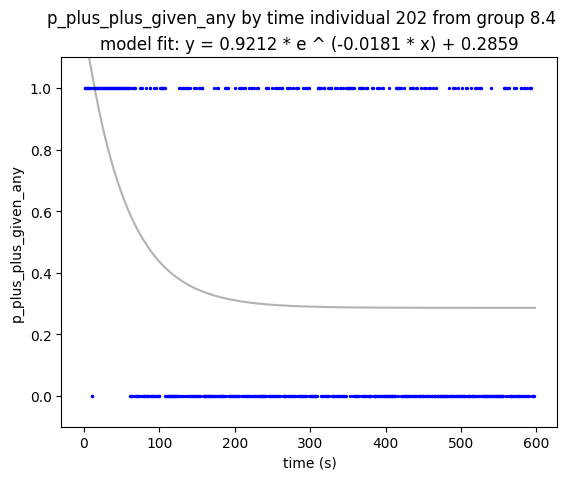 p_plus_plus_given_any by time individual 202 from group 8.4
model fit: y = 0.9212 * e ^ (-0.0181 * x) + 0.2859
1.0
0.8
0.6
0.4
0.2
0.0
p_plus_plus_given_any
0 100 200 300 400 500 600
time (s)